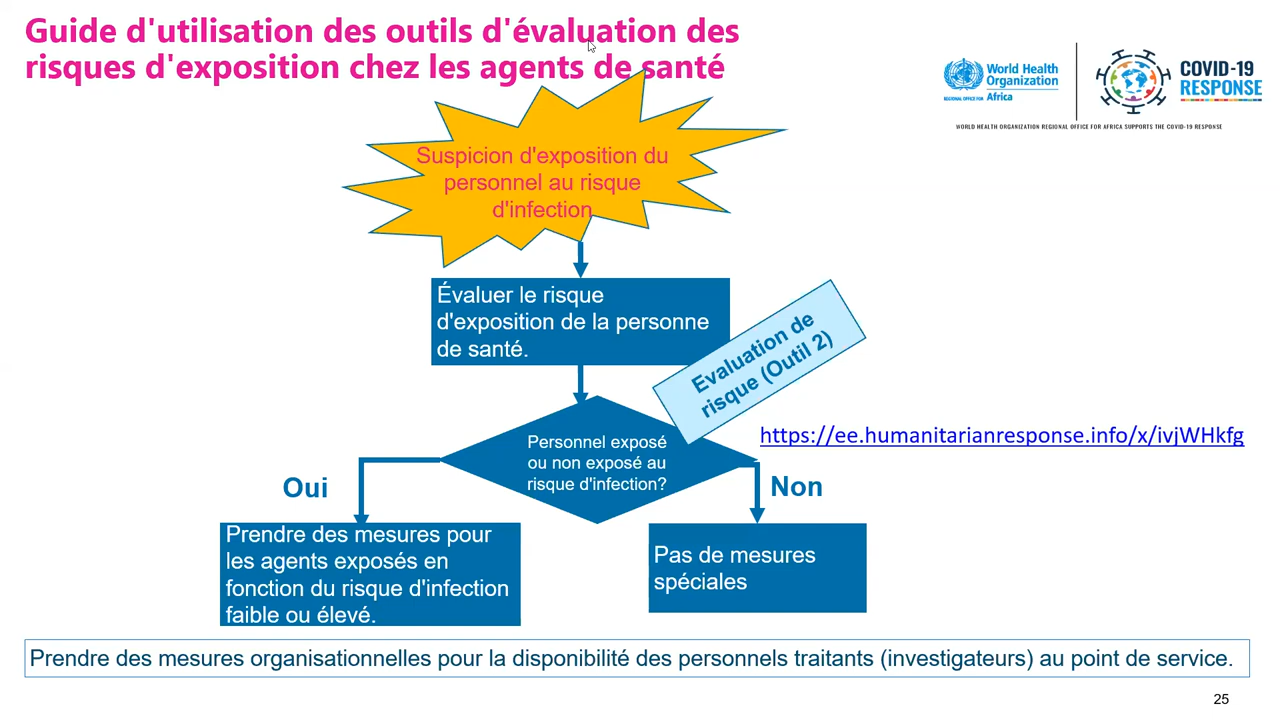 Guide d'utilisation des outils d'évaluation des
risques d'exposition chez les agents de santé
World Health
Organization
REGIONAL OFFICE FOR Africa
COVID-19
RESPONSE
WORLD HEALTH ORGANIZATION REGIONAL OFFICE FOR AFRICA SUPPORTS THE COVID-19 RESPONSE
Suspicion d'exposition du
personnel au risque
d'infection
Évaluer le risque
d'exposition de la personne
de santé.
Evaluation de
risque (Outil 2)
https://ee.humanitarianresponse.info/x/ivjWHkfg
Personnel exposé
ou non exposé au
risque d'infection?
Oui
Non
Prendre des mesures pour
les agents exposés en
fonction du risque d'infection
faible ou élevé.
Pas de mesures
spéciales
Prendre des mesures organisationnelles pour la disponibilité des personnels traitants (investigateurs) au point de service.
25